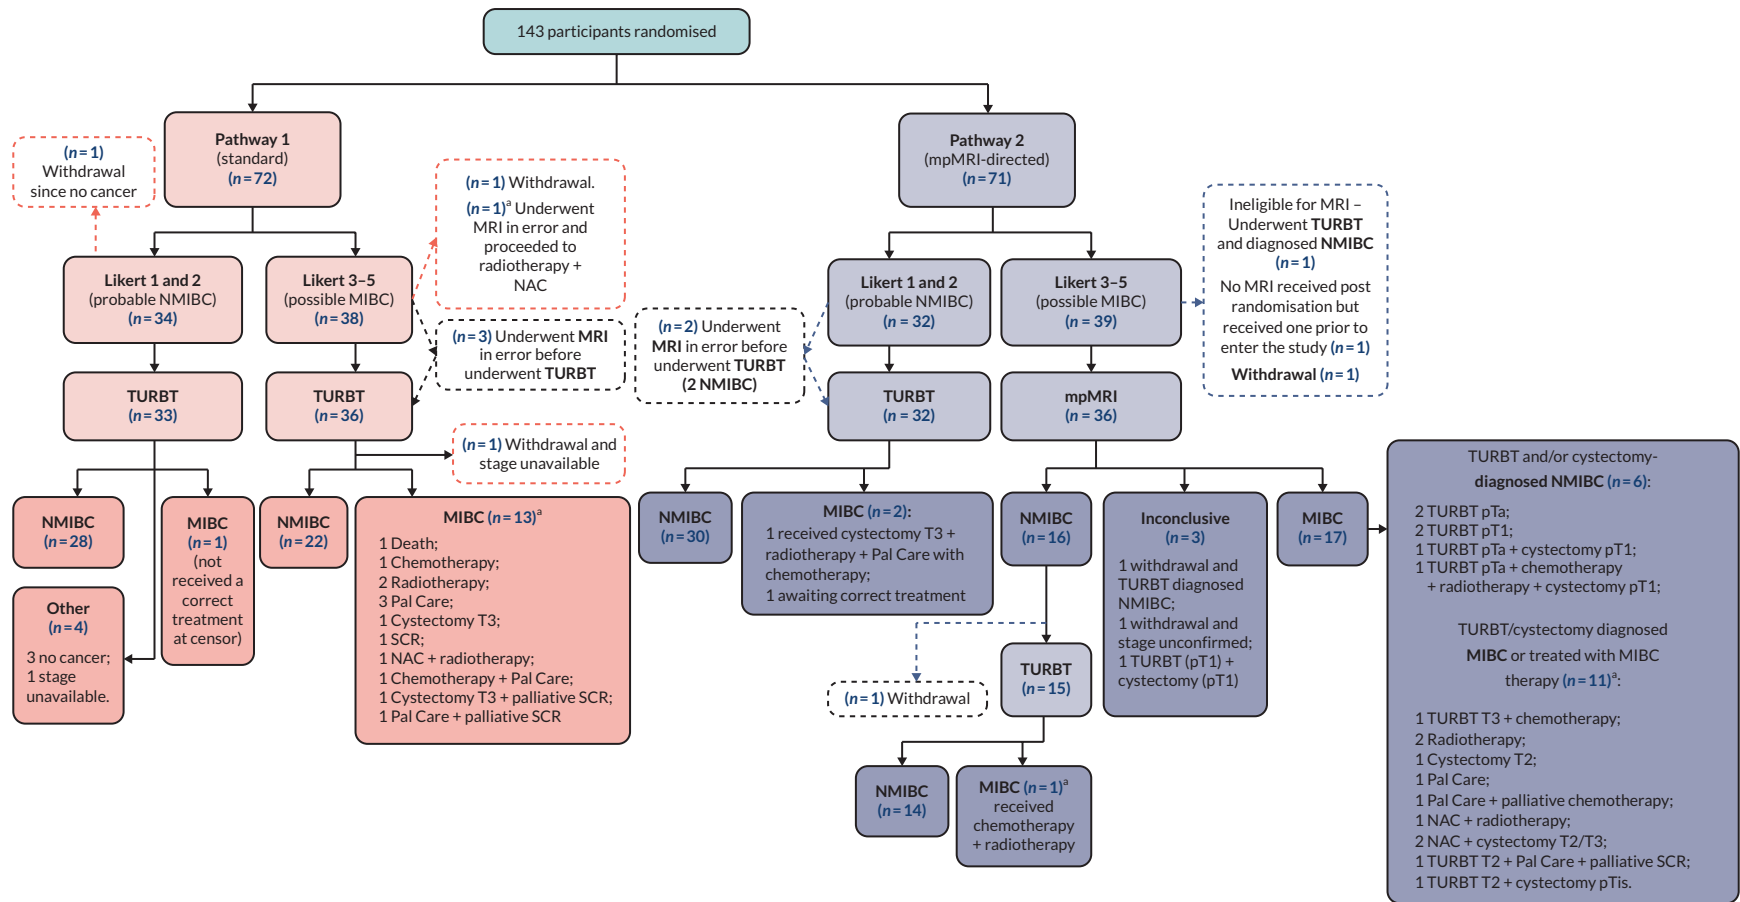 143 participants randomised
Pathway 1
(standard)
(n=72)
(n=1)
Withdrawal
since no cancer
(n=1) Withdrawal.
(n=1)a Underwent
MRI in error and
proceeded to
radiotherapy +
NAC
Likert 1 and 2
(probable NMIBC)
(n=34)
Likert 3–5
(possible MIBC)
(n=38)
(n=3) Underwent MRI
in error before
underwent TURBT
TURBT
(n=33)
TURBT
(n=36)
(n=1) Withdrawal and
stage unavailable
NMIBC
(n=28)
MIBC
(n=1)
(not
received a
correct
treatment
at censor)
Other
(n=4)
3 no cancer;
1 stage
unavailable.
NMIBC
(n=22)
MIBC (n=13)a
1 Death;
1 Chemotherapy;
2 Radiotherapy;
3 Pal Care;
1 Cystectomy T3;
1 SCR;
1 NAC + radiotherapy;
1 Chemotherapy + Pal Care;
1 Cystectomy T3 + palliative SCR;
1 Pal Care + palliative SCR
Pathway 2
(mpMRI-directed)
(n=71)
Likert 1 and 2
(probable NMIBC)
(n=32)
Likert 3–5
(possible MIBC)
(n=39)
Ineligible for MRI –
Underwent TURBT
and diagnosed NMIBC
(n=1)
No MRI received post
randomisation but
received one prior to
enter the study (n=1)
Withdrawal (n=1)
(n=2) Underwent
MRI in error before
underwent TURBT
(2 NMIBC)
TURBT
(n=32)
mpMRI
(n=36)
NMIBC
(n=30)
MIBC (n=2):
1 received cystectomy T3 +
radiotherapy + Pal Care with
chemotherapy;
1 awaiting correct treatment
NMIBC
(n=16)
Inconclusive
(n=3)
1 withdrawal and
TURBT diagnosed
NMIBC;
1 withdrawal and
stage unconfirmed;
1 TURBT (pT1) +
cystectomy (pT1)
MIBC
(n=17)
(n=1) Withdrawal
TURBT
(n=15)
NMIBC
(n=14)
MIBC (n=1)a
received
chemotherapy
+ radiotherapy
TURBT and/or cystectomy-
diagnosed NMIBC (n=6):
2 TURBT pTa;
2 TURBT pT1;
1 TURBT pTa + cystectomy pT1;
1 TURBT pTa + chemotherapy
+ radiotherapy + cystectomy pT1;
TURBT/cystectomy diagnosed
MIBC or treated with MIBC
therapy (n=11)a:
1 TURBT T3 + chemotherapy;
2 Radiotherapy;
1 Cystectomy T2;
1 Pal Care;
1 Pal Care + palliative chemotherapy;
1 NAC + radiotherapy;
2 NAC + cystectomy T2/T3;
1 TURBT T2 + Pal Care + palliative SCR;
1 TURBT T2 + cystectomy pTis.